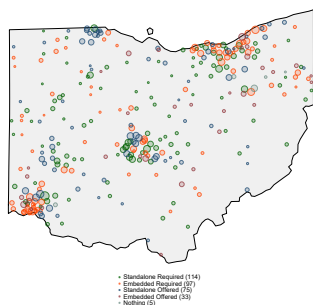 Standalone Required (114)
Embedded Required (97)
Standalone Offered (75)
Embedded Offered (33)
Nothing (5)